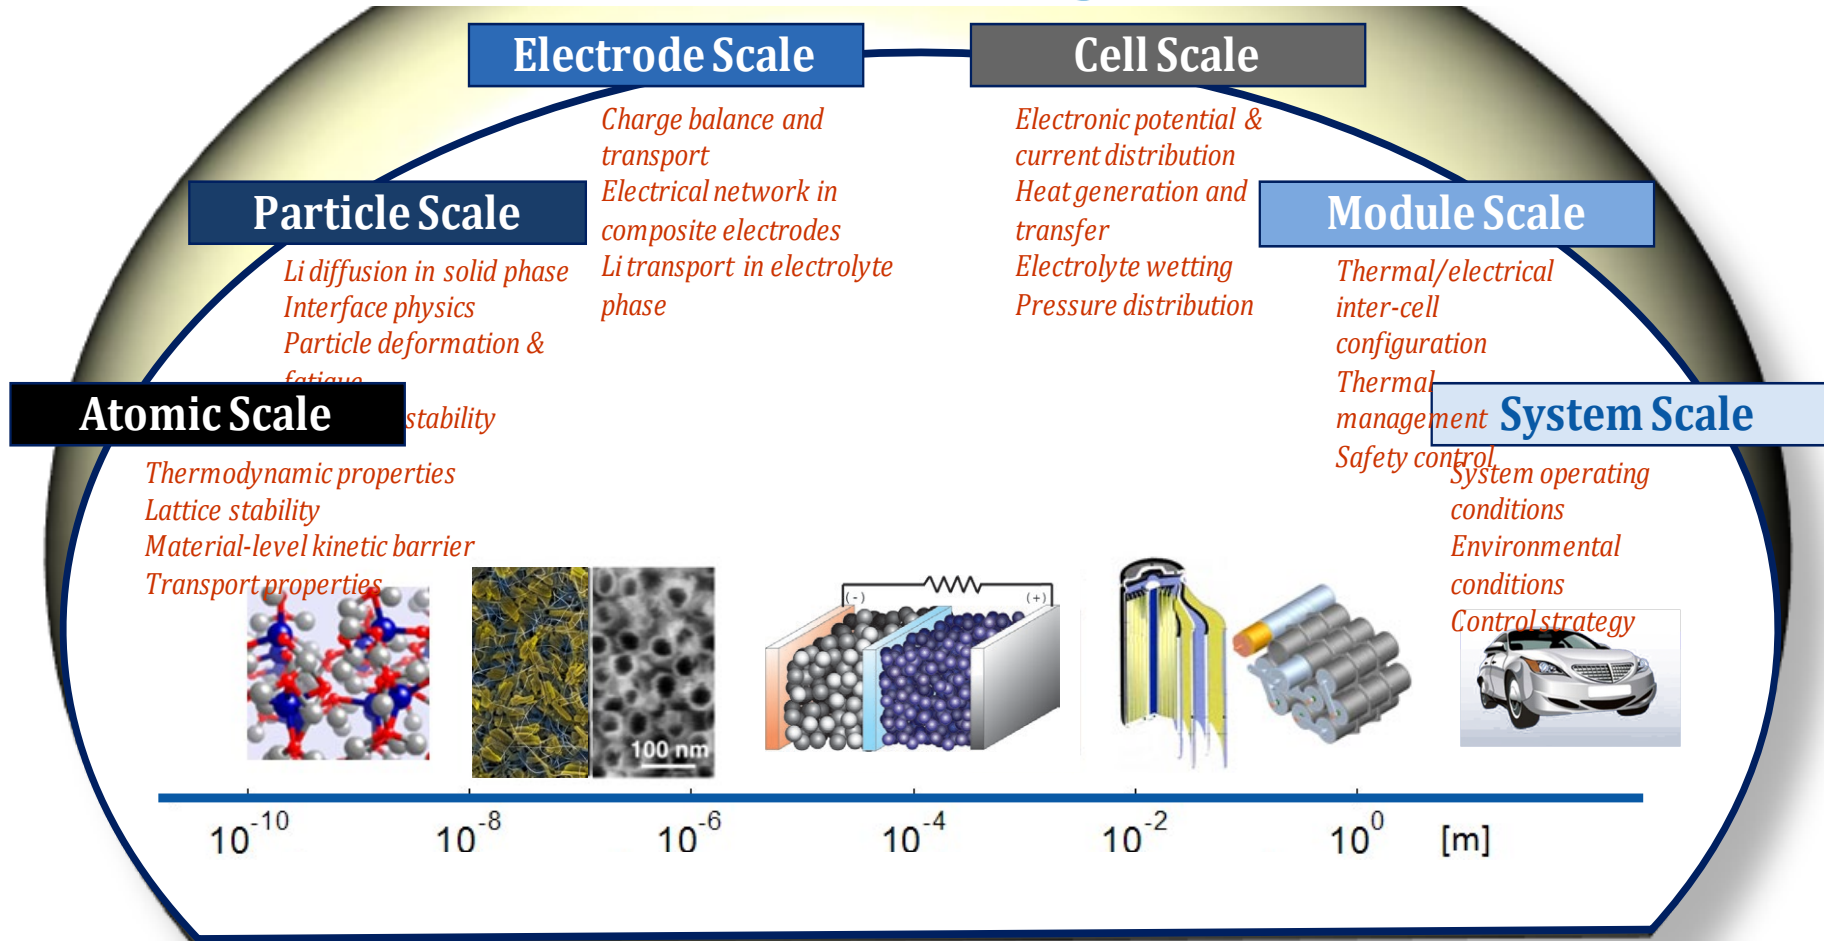 Electrode Scale
Charge balance and
transport
Electrical network in
composite electrodes
Li transport in electrolyte
phase
Cell Scale
Electronic potential &
current distribution
Heat generation and
transfer
Electrolyte wetting
Pressure distribution
Particle Scale
Li diffusion in solid phase
Interface physics
Particle deformation &
fatigue
stability
Module Scale
Thermal/electrical
inter-cell
configuration
Thermal
management
Safety control
Atomic Scale
Thermodynamic properties
Lattice stability
Material-level kinetic barrier
Transport properties
System Scale
System operating
conditions
Environmental
conditions
Control strategy
100 nm
(-)
(+)
10^-10 10^-8 10^-6 10^-4 10^-2 10^0 [m]